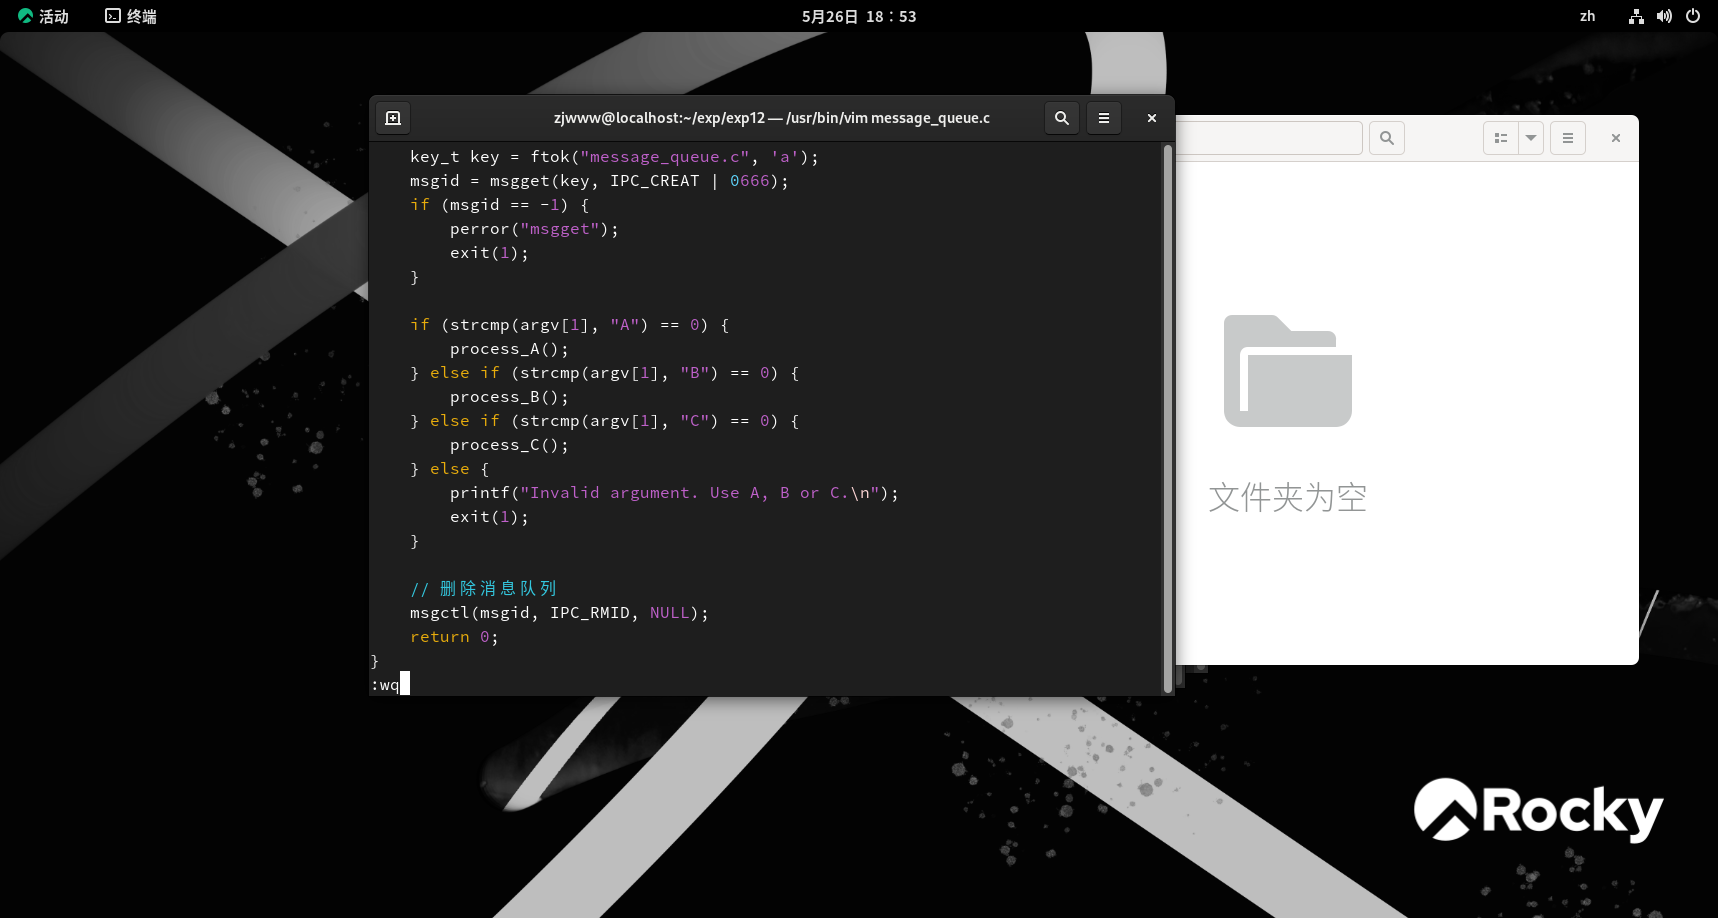 活动
终端
5月26日 18：53
zh
zjwww@localhost:~/exp/exp12 — /usr/bin/vim message_queue.c
    key_t key = ftok("message_queue.c", 'a');
    msgid = msgget(key, IPC_CREAT | 0666);
    if (msgid == -1) {
        perror("msgget");
        exit(1);
    }
    if (strcmp(argv[1], "A") == 0) {
        process_A();
    } else if (strcmp(argv[1], "B") == 0) {
        process_B();
    } else if (strcmp(argv[1], "C") == 0) {
        process_C();
    } else {
        printf("Invalid argument. Use A, B or C.\n");
        exit(1);
    }
    // 删除消息队列
    msgctl(msgid, IPC_RMID, NULL);
    return 0;
}
:wq
文件夹为空
Rocky